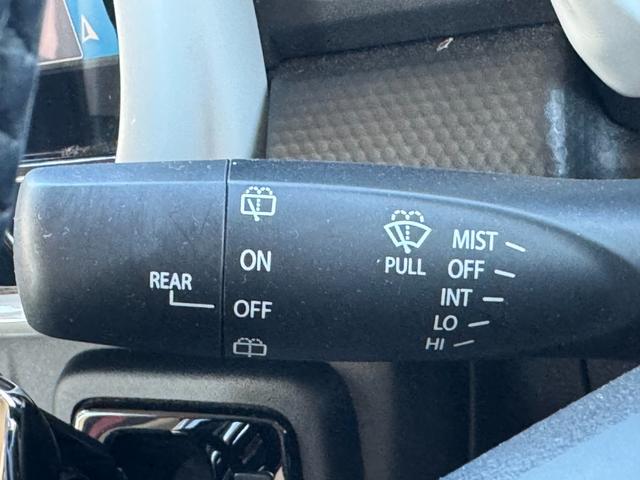 REAR
ON
OFF
PULL
MIST
OFF
INT
LO
HI